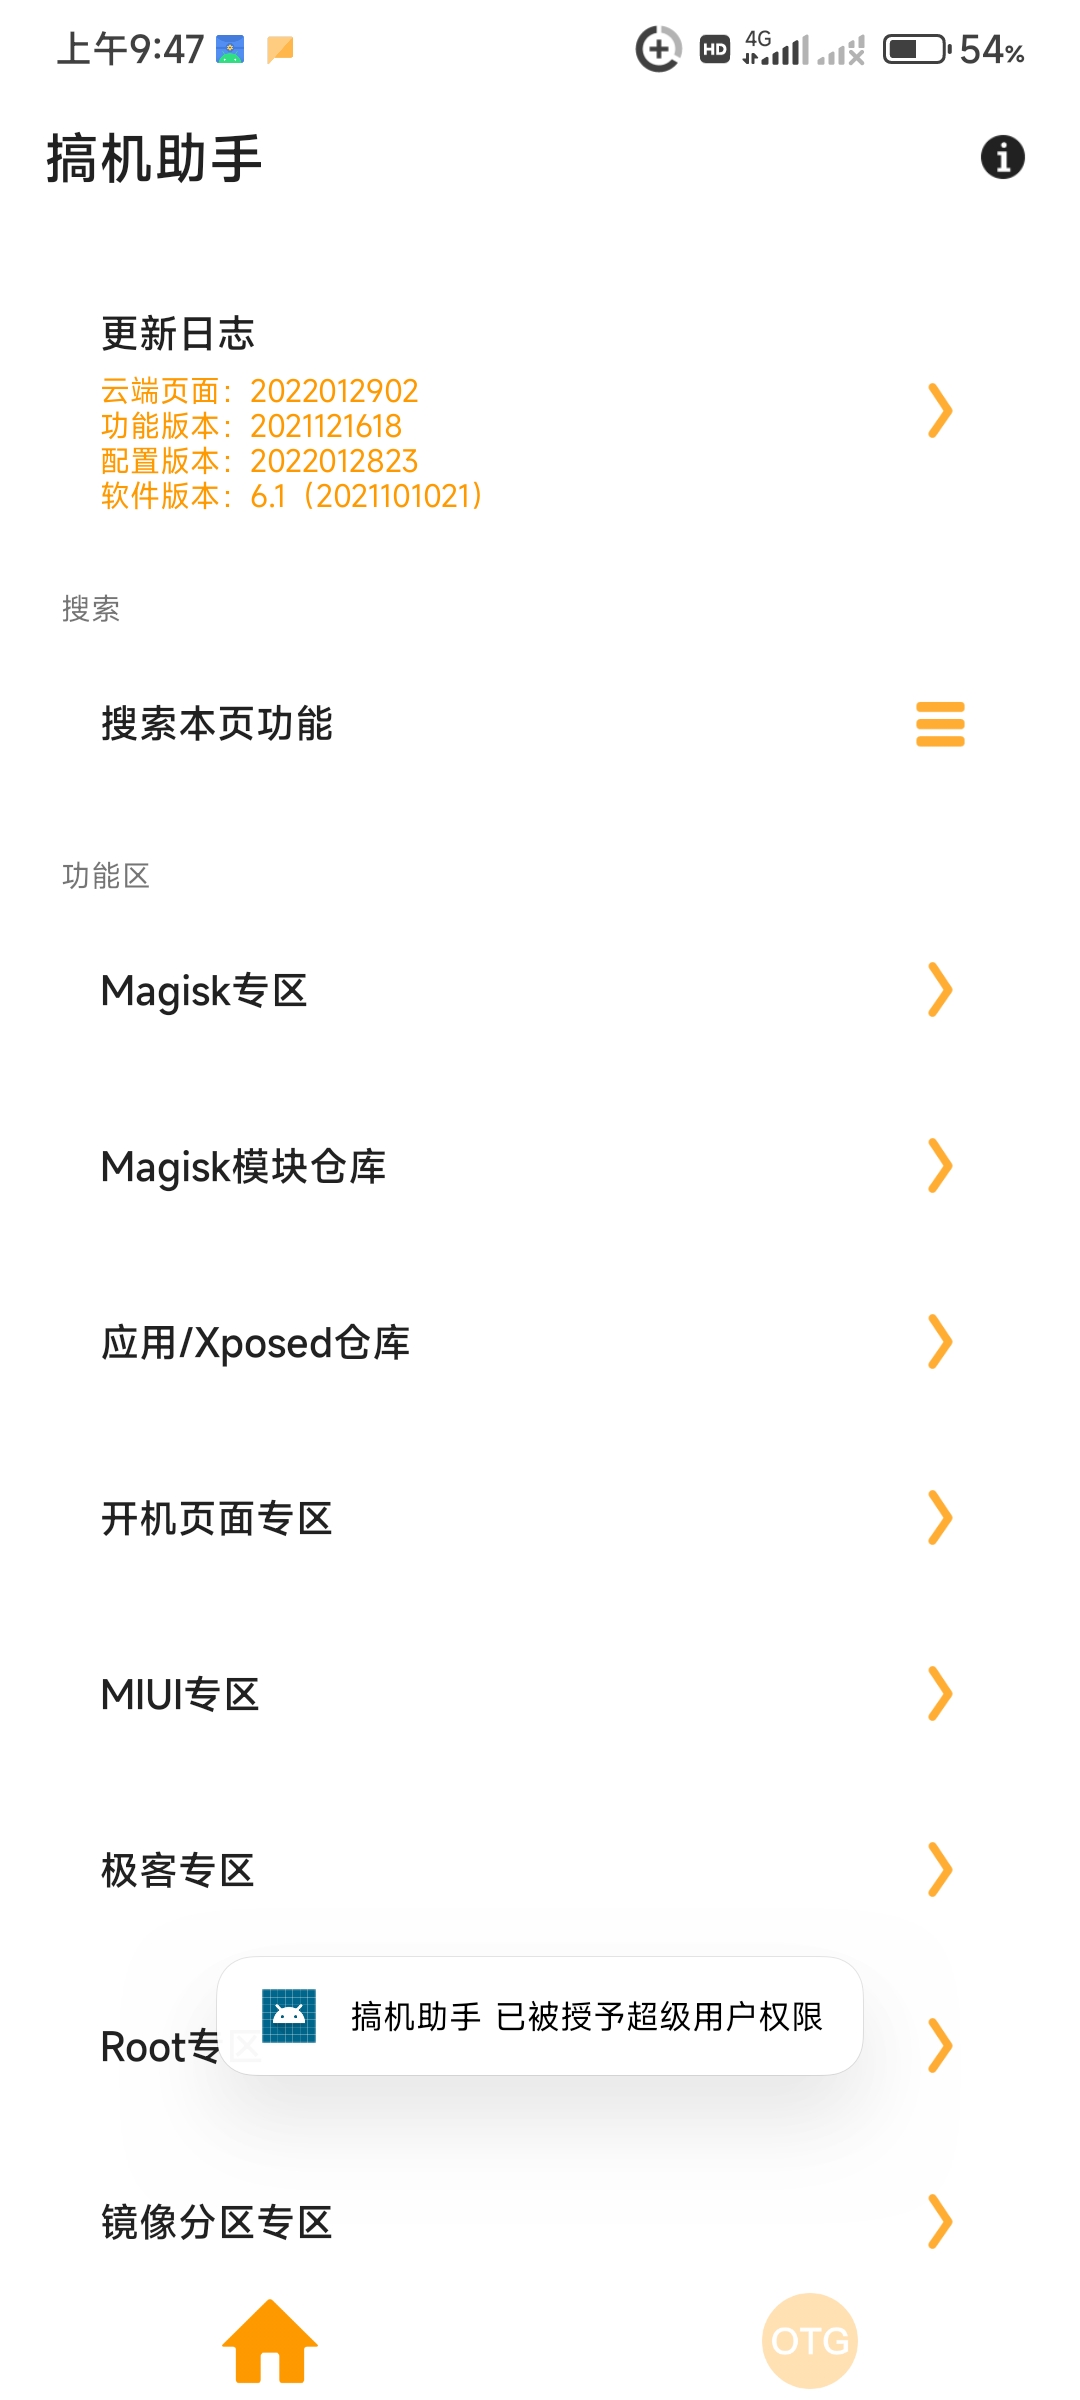 上午9:47
HD 4G 54%
搞机助手
更新日志
云端页面：2022012902
功能版本：2021121618
配置版本：2022012823
软件版本：6.1（2021101021）
搜索
搜索本页功能
功能区
Magisk专区
Magisk模块仓库
应用/Xposed仓库
开机页面专区
MIUI专区
极客专区
搞机助手 已被授予超级用户权限
Root专区
镜像分区专区
OTG